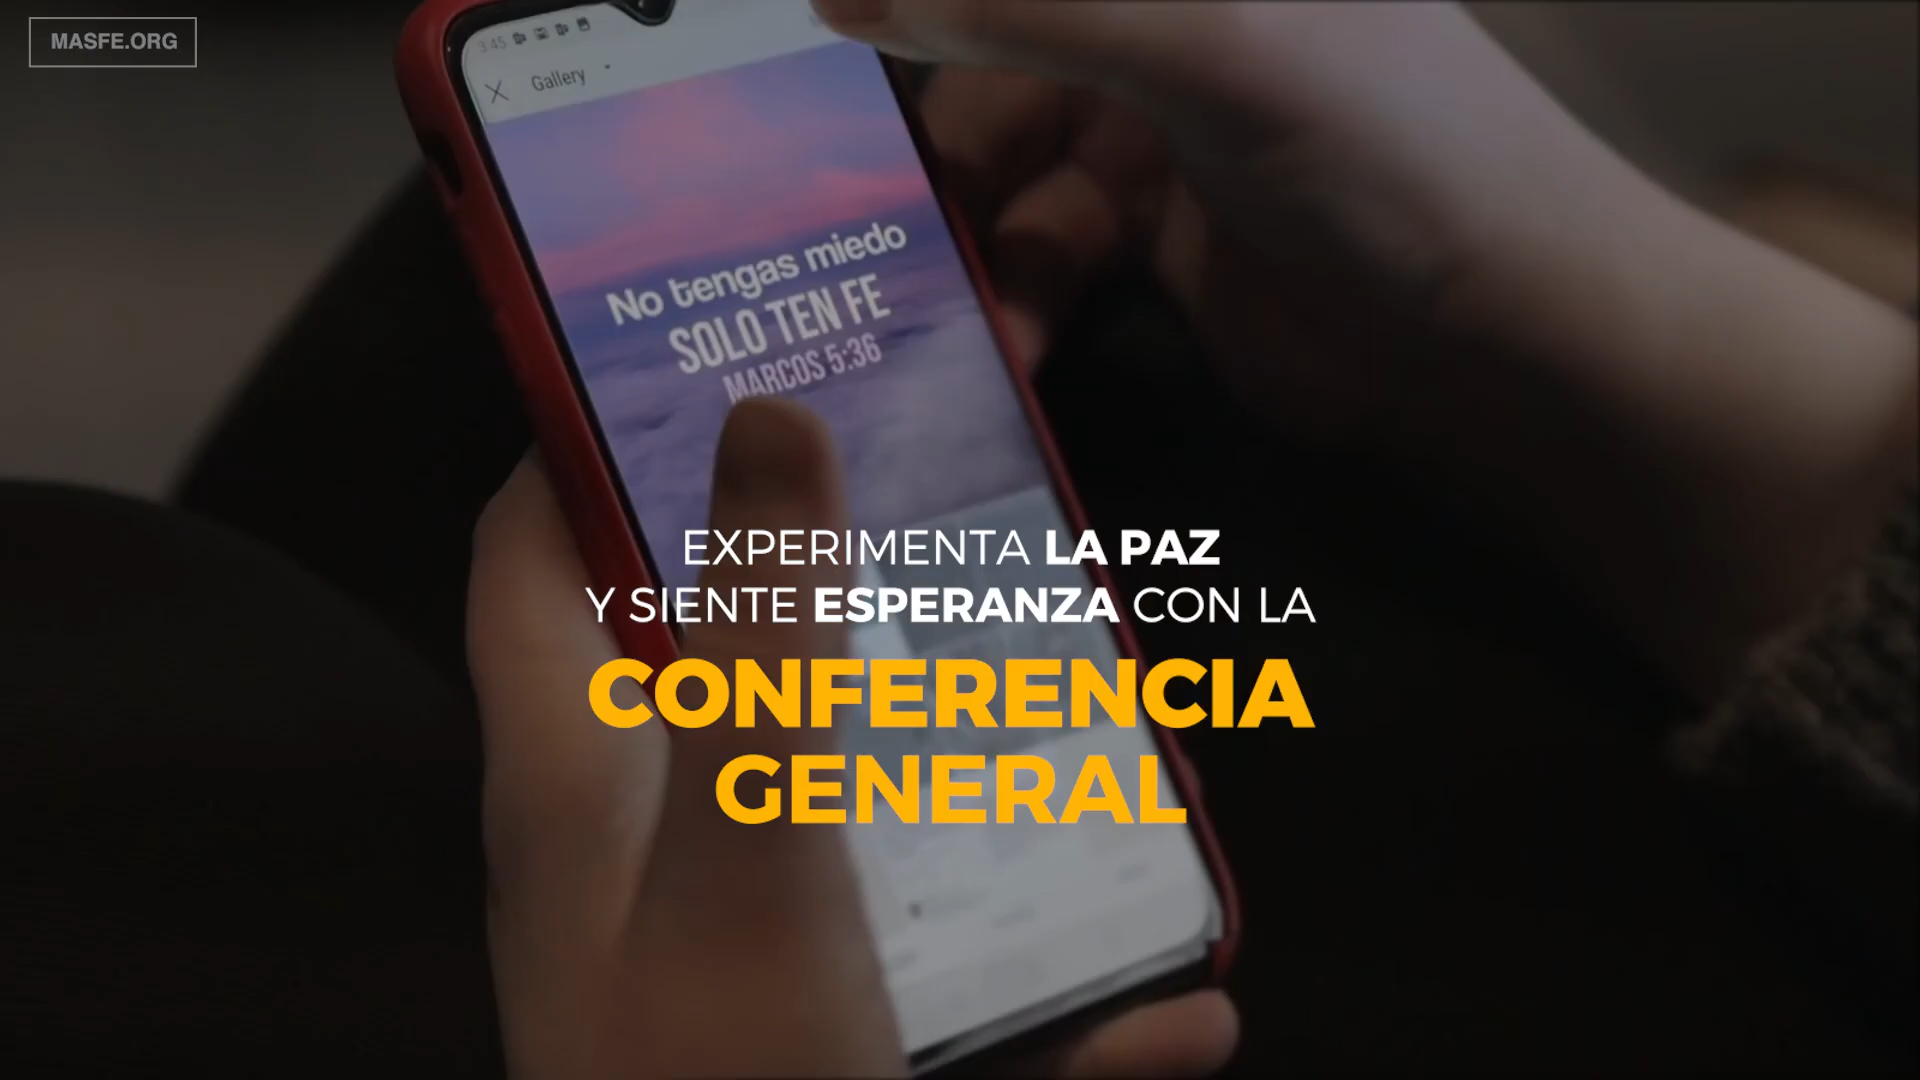 MASFE.ORG
3:45
Gallery
No tengas miedo
SOLO TEN FE
MARCOS 5:36
EXPERIMENTA LA PAZ
Y SIENTE ESPERANZA CON LA
CONFERENCIA
GENERAL